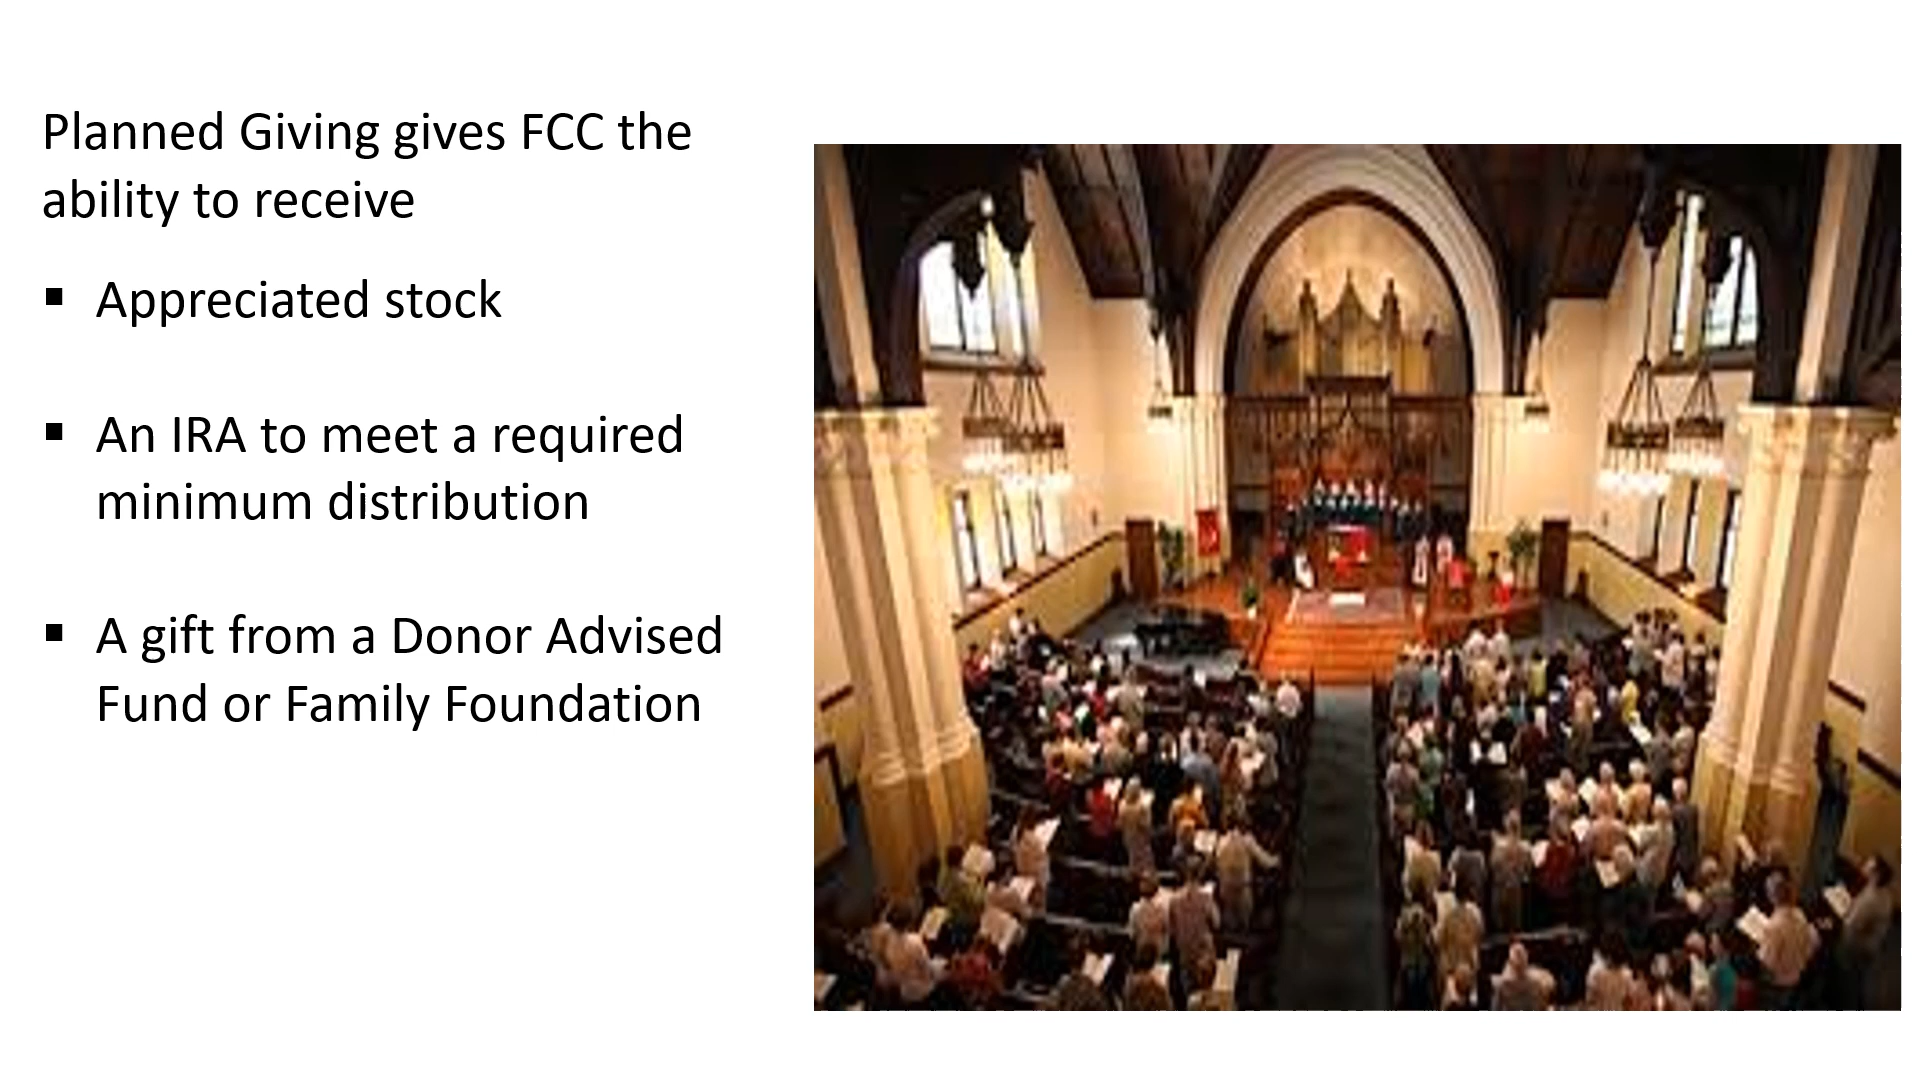 Planned Giving gives FCC the
ability to receive
▪ Appreciated stock
▪ An IRA to meet a required
minimum distribution
▪ A gift from a Donor Advised
Fund or Family Foundation